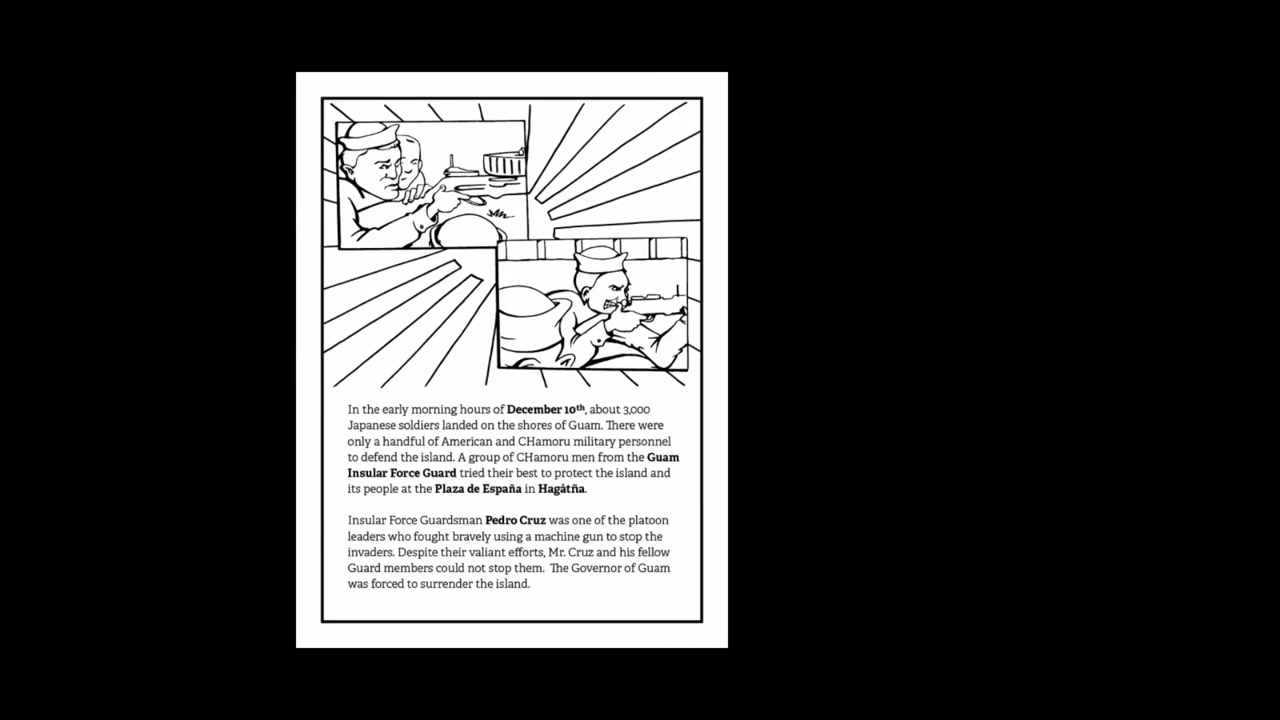 In the early morning hours of December 10th, about 3,000
Japanese soldiers landed on the shores of Guam. There were
only a handful of American and CHamoru military personnel
to defend the island. A group of CHamoru men from the Guam
Insular Force Guard tried their best to protect the island and
its people at the Plaza de España in Hagåtña.
Insular Force Guardsman Pedro Cruz was one of the platoon
leaders who fought bravely using a machine gun to stop the
invaders. Despite their valiant efforts, Mr. Cruz and his fellow
Guard members could not stop them. The Governor of Guam
was forced to surrender the island.